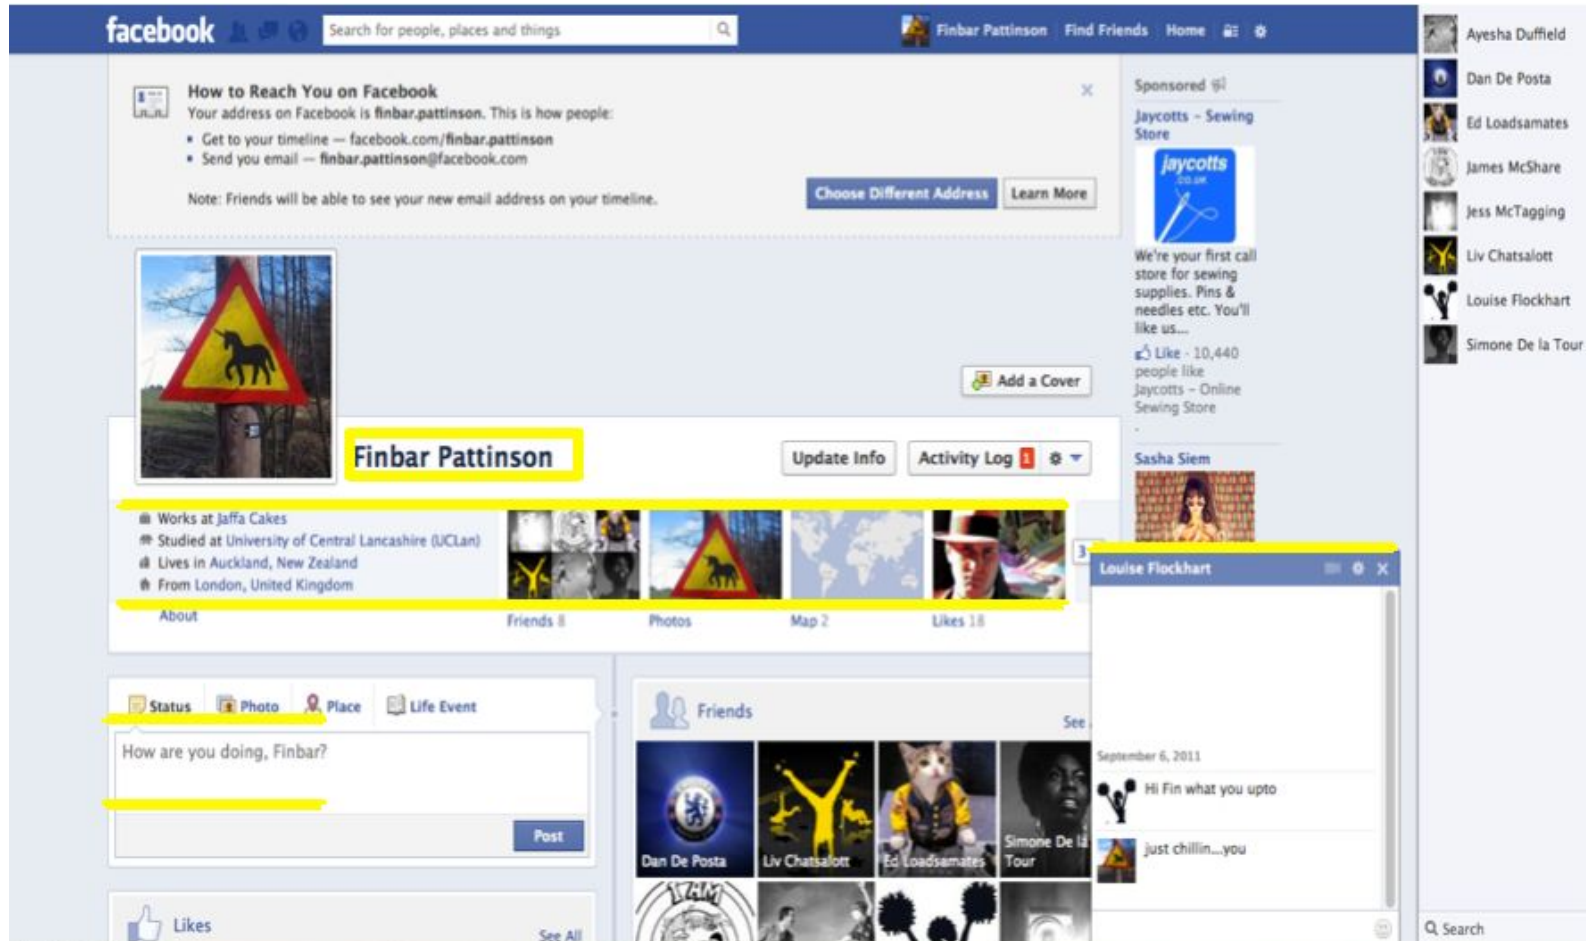 facebook
Search for people, places and things
Finbar Pattinson Find Friends Home
How to Reach You on Facebook
Your address on Facebook is finbar.pattinson. This is how people:
Get to your timeline — facebook.com/finbar.pattinson
Send you email — finbar.pattinson@facebook.com
Note: Friends will be able to see your new email address on your timeline.
Choose Different Address Learn More
Add a Cover
Finbar Pattinson
Update Info Activity Log 1
Works at Jaffa Cakes
Studied at University of Central Lancashire (UCLan)
Lives in Auckland, New Zealand
From London, United Kingdom
About
Friends 8 Photos Map 2 Likes 18
3
Status Photo Place Life Event
How are you doing, Finbar?
Post
Likes
See All
Friends
See
Dan De Posta
Liv Chatsalott
Ed Loadsamates
Simone De la
Tour
I AM
Sponsored
Jaycotts - Sewing
Store
jaycotts
.CO.UK
We're your first call
store for sewing
supplies. Pins &
needles etc. You'll
like us...
Like · 10,440
people like
Jaycotts - Online
Sewing Store
.
Sasha Siem
Louise Flockhart
September 6, 2011
Hi Fin what you upto
just chillin...you
Ayesha Duffield
Dan De Posta
Ed Loadsamates
James McShare
Jess McTagging
Liv Chatsalott
Louise Flockhart
Simone De la Tour
Search